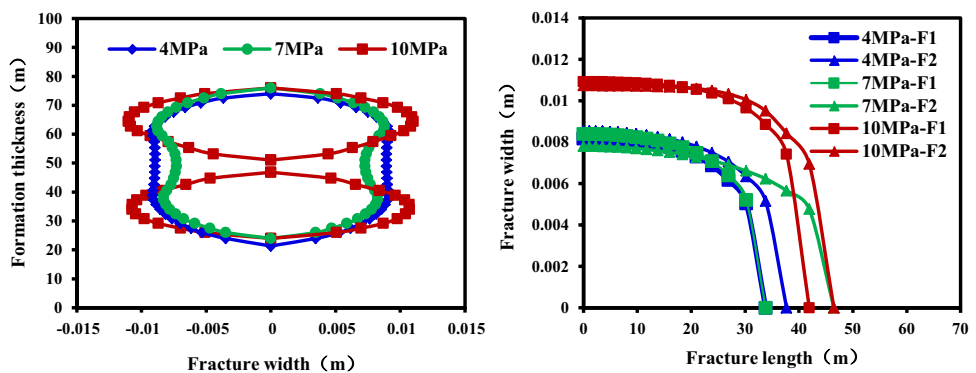 Formation thickness (m)
100
90
80
70
60
50
40
30
20
10
0
4MPa 7MPa 10MPa
-0.015 -0.01 -0.005 0 0.005 0.01 0.015
Fracture width（m）
Fracture width (m)
0.014
0.012
0.01
0.008
0.006
0.004
0.002
0
4MPa-F1
4MPa-F2
7MPa-F1
7MPa-F2
10MPa-F1
10MPa-F2
0 10 20 30 40 50 60 70
Fracture length（m）